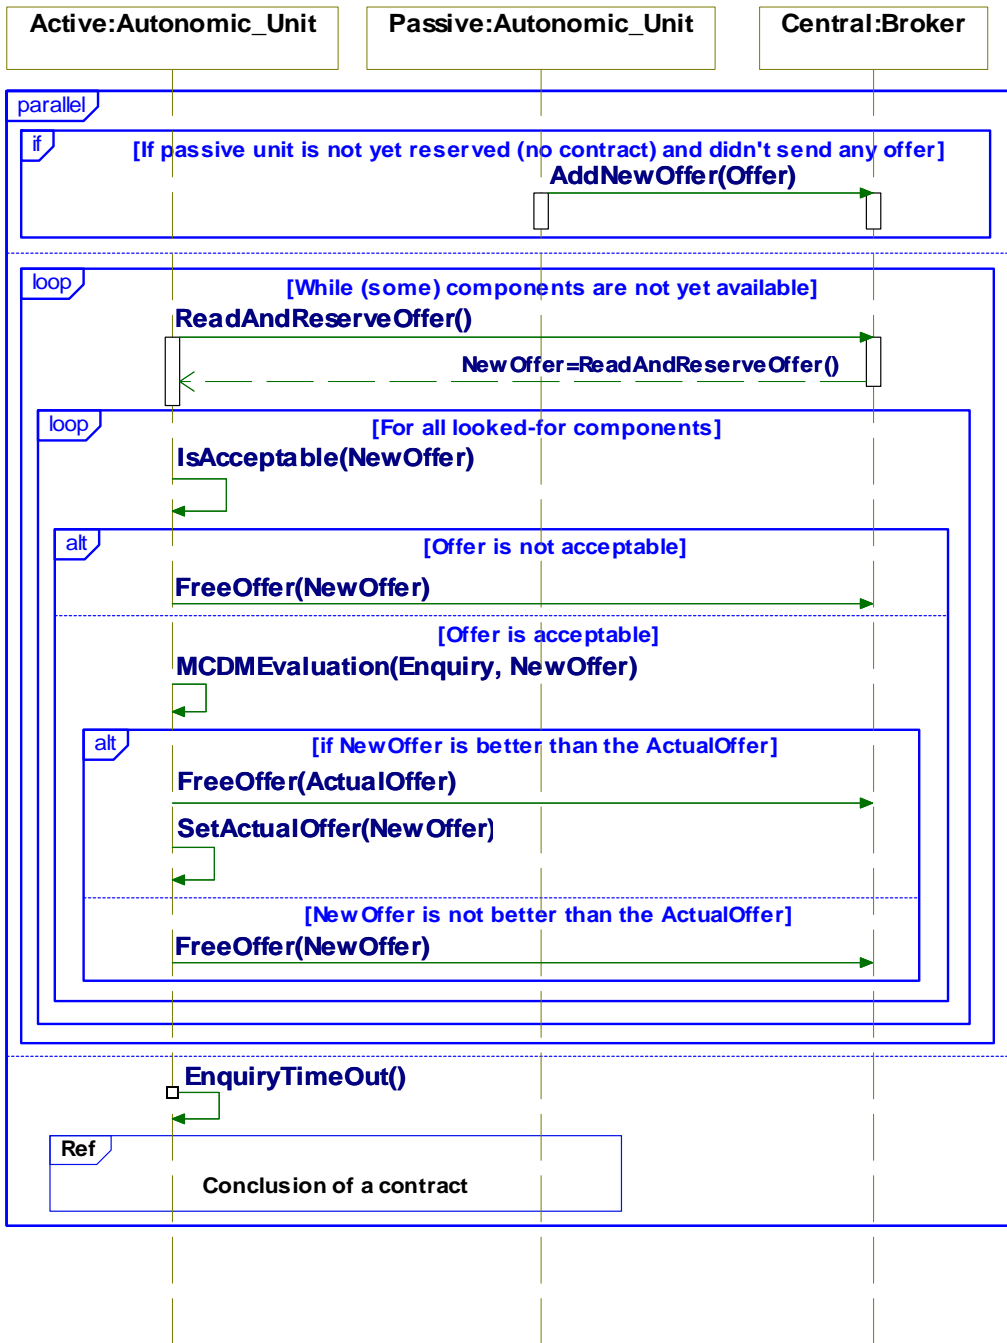 Active:Autonomic_Unit
Passive:Autonomic_Unit
Central:Broker
parallel
if
[If passive unit is not yet reserved (no contract) and didn't send any offer]
AddNewOffer(Offer)
loop
[While (some) components are not yet available]
ReadAndReserveOffer()
NewOffer=ReadAndReserveOffer()
loop
[For all looked-for components]
IsAcceptable(NewOffer)
alt
[Offer is not acceptable]
FreeOffer(NewOffer)
[Offer is acceptable]
MCDMEvaluation(Enquiry, NewOffer)
alt
[if NewOffer is better than the ActualOffer]
FreeOffer(ActualOffer)
SetActualOffer(NewOffer)
[NewOffer is not better than the ActualOffer]
FreeOffer(NewOffer)
EnquiryTimeOut()
Ref
Conclusion of a contract